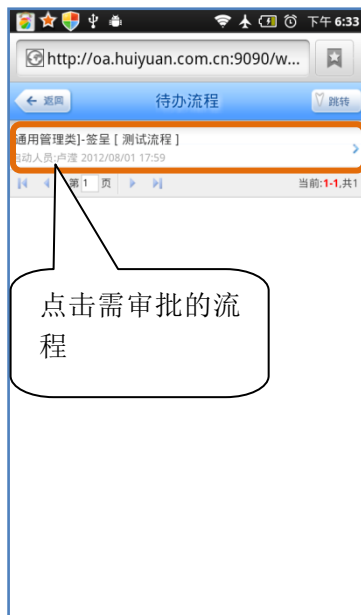 下午 6:33
http://oa.huiyuan.com.cn:9090/w...
返回
待办流程
跳转
通用管理类]-签呈 [ 测试流程 ]
启动人员:卢滢 2012/08/01 17:59
第 1 页
当前:1-1,共1
点击需审批的流
程